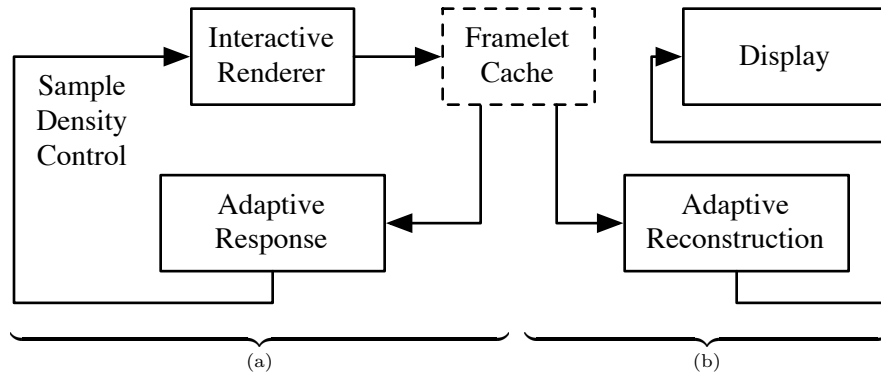 Interactive
Renderer
Framelet
Cache
Display
Sample
Density
Control
Adaptive
Response
Adaptive
Reconstruction
(a)
(b)